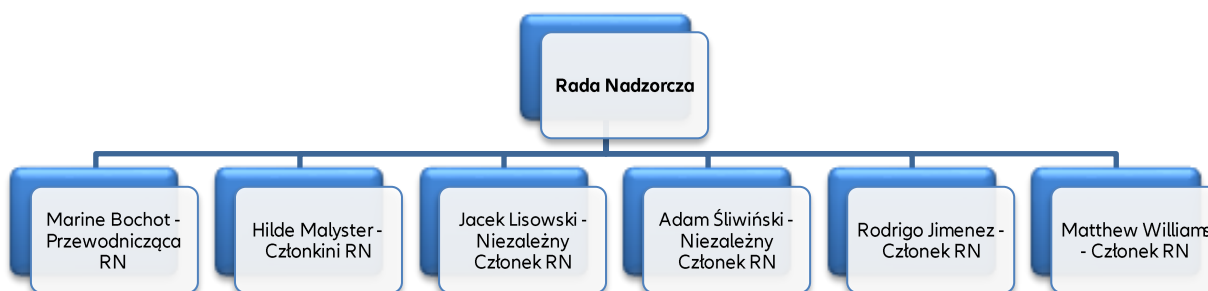 Rada Nadzorcza
Marine Bochot -
Przewodnicząca
RN
Hilde Malyster -
Członkini RN
Jacek Lisowski -
Niezależny
Członek RN
Adam Śliwiński -
Niezależny
Członek RN
Rodrigo Jimenez -
Członek RN
Matthew Williams
- Członek RN